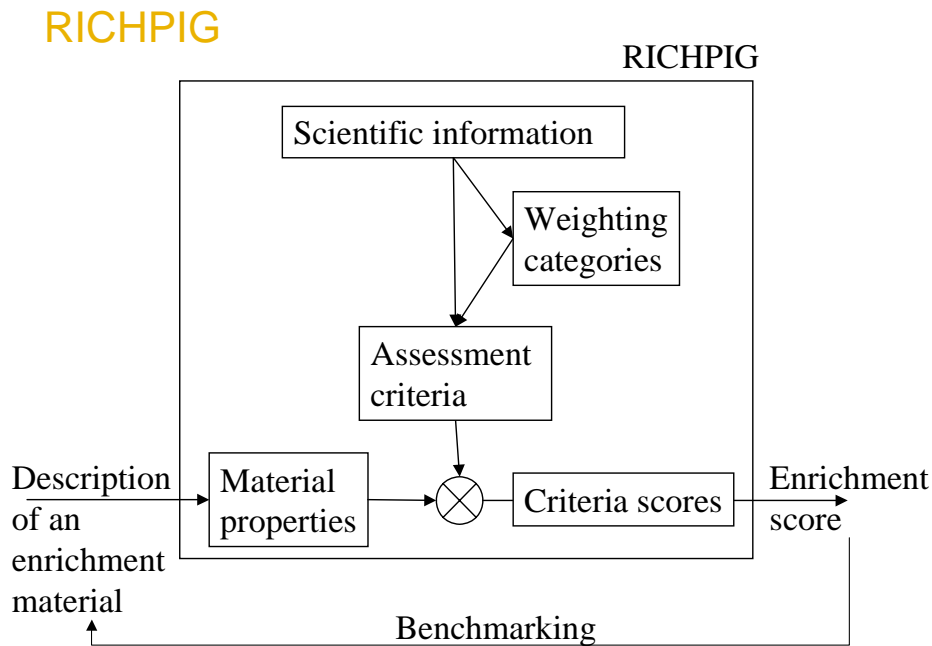 RICHPIG
RICHPIG
Scientific information
Weighting
categories
Assessment
criteria
Description
of an
enrichment
material
Material
properties
Criteria scores
Enrichment
score
Benchmarking